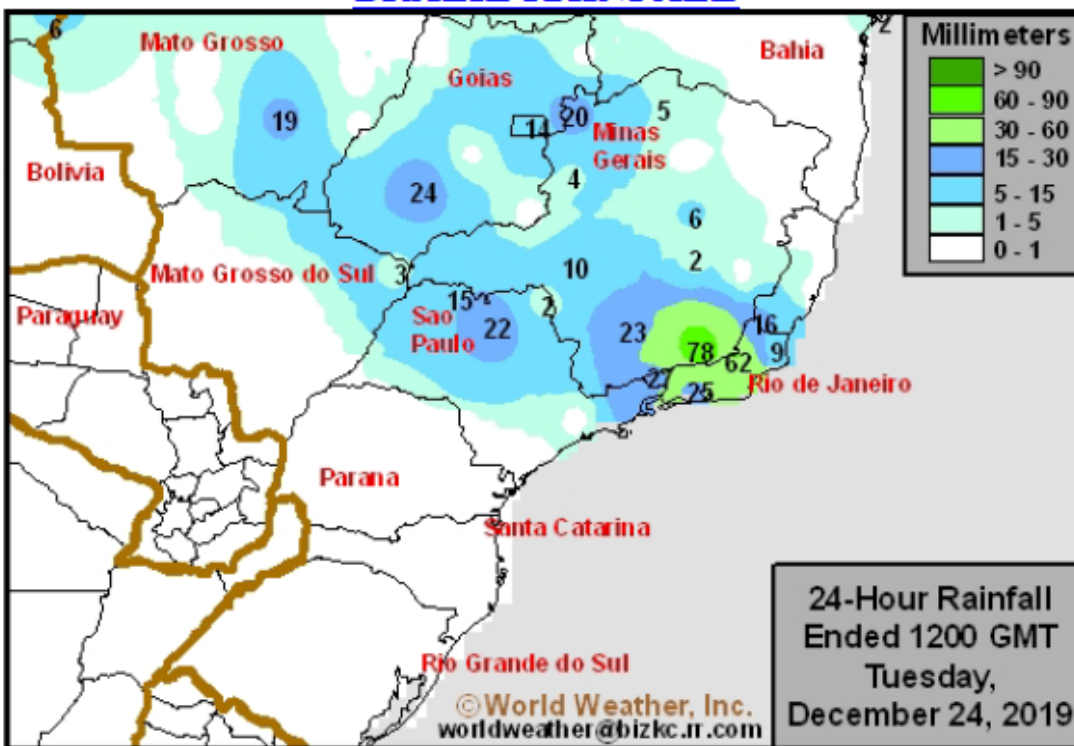 6
Mato Grosso
Goias
Bahia
2
Millimeters
> 90
60 - 90
30 - 60
15 - 30
5 - 15
1 - 5
0 - 1
19
14
20
5
Minas
Gerais
Bolivia
24
4
6
2
Mato Grosso do Sul
3
10
Paraguay
15
Sao
Paulo
22
2
23
78
62
16
9
25
Rio de Janeiro
Parana
Santa Catarina
Rio Grande do Sul
©World Weather, Inc.
worldweather@bizkc.rr.com
24-Hour Rainfall
Ended 1200 GMT
Tuesday,
December 24, 2019